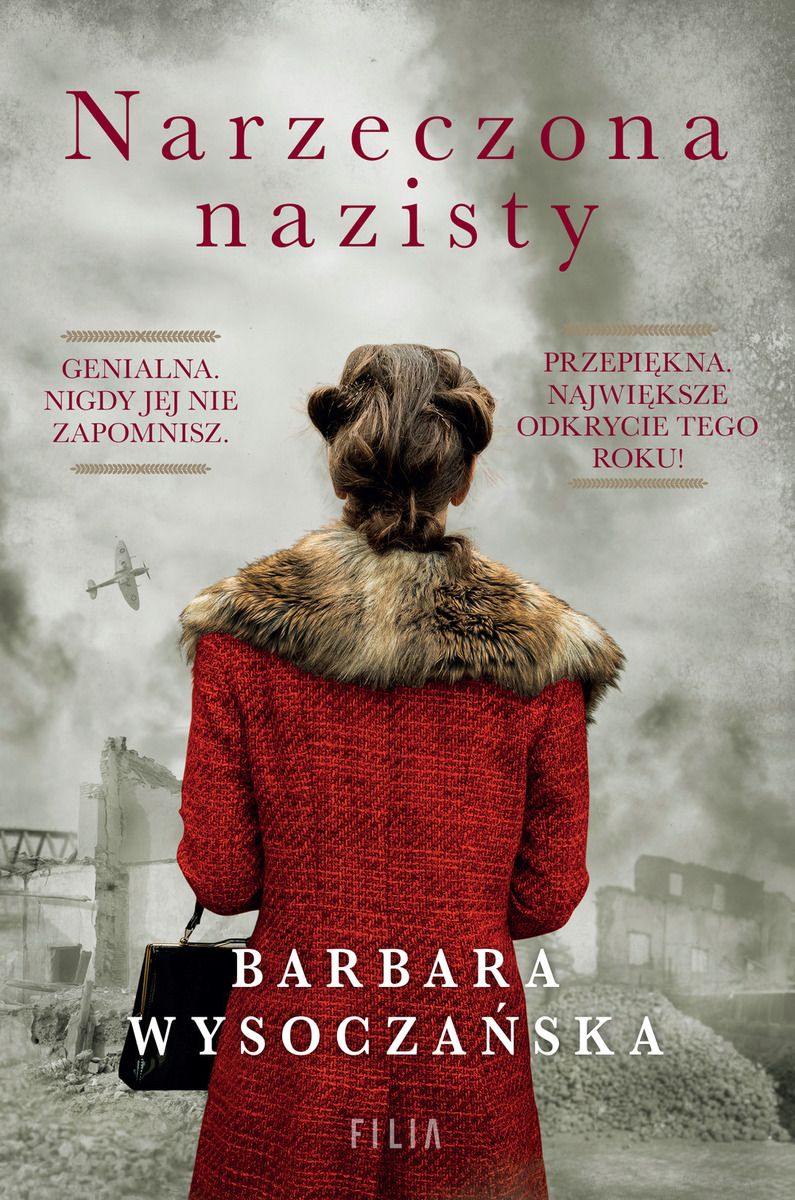 Narzeczona
nazisty
GENIALNA.
NIGDY JEJ NIE
ZAPOMNISZ.
PRZEPIĘKNA.
NAJWIĘKSZE
ODKRYCIE TEGO
ROKU!
BARBARA
WYSOCZAŃSKA
FILIA